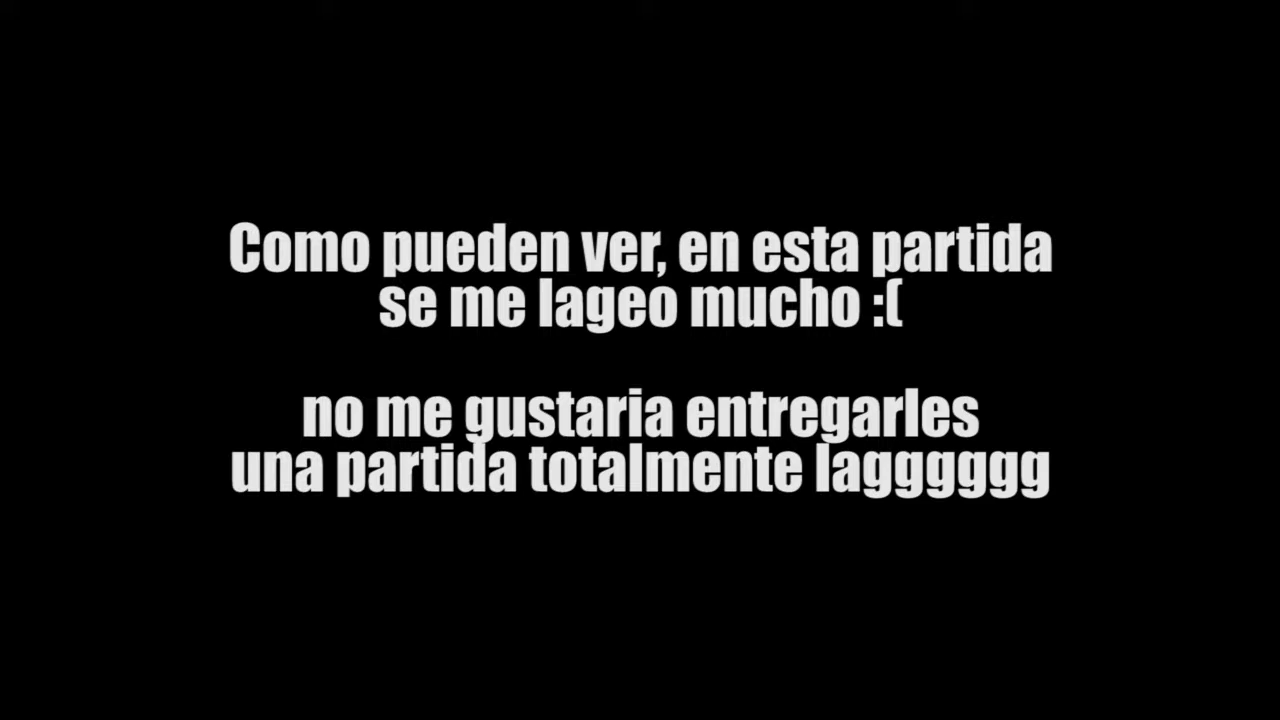 Como pueden ver, en esta partida
se me lageo mucho :(
no me gustaria entregarles
una partida totalmente lagggggg